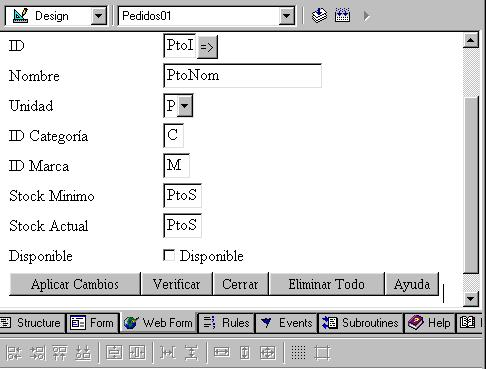 Design Pedidos01
ID PtoI =>
Nombre PtoNom
Unidad P
ID Categoría C
ID Marca M
Stock Minimo PtoS
Stock Actual PtoS
Disponible Disponible
Aplicar Cambios Verificar Cerrar Eliminar Todo Ayuda
Structure Form Web Form Rules Events Subroutines Help